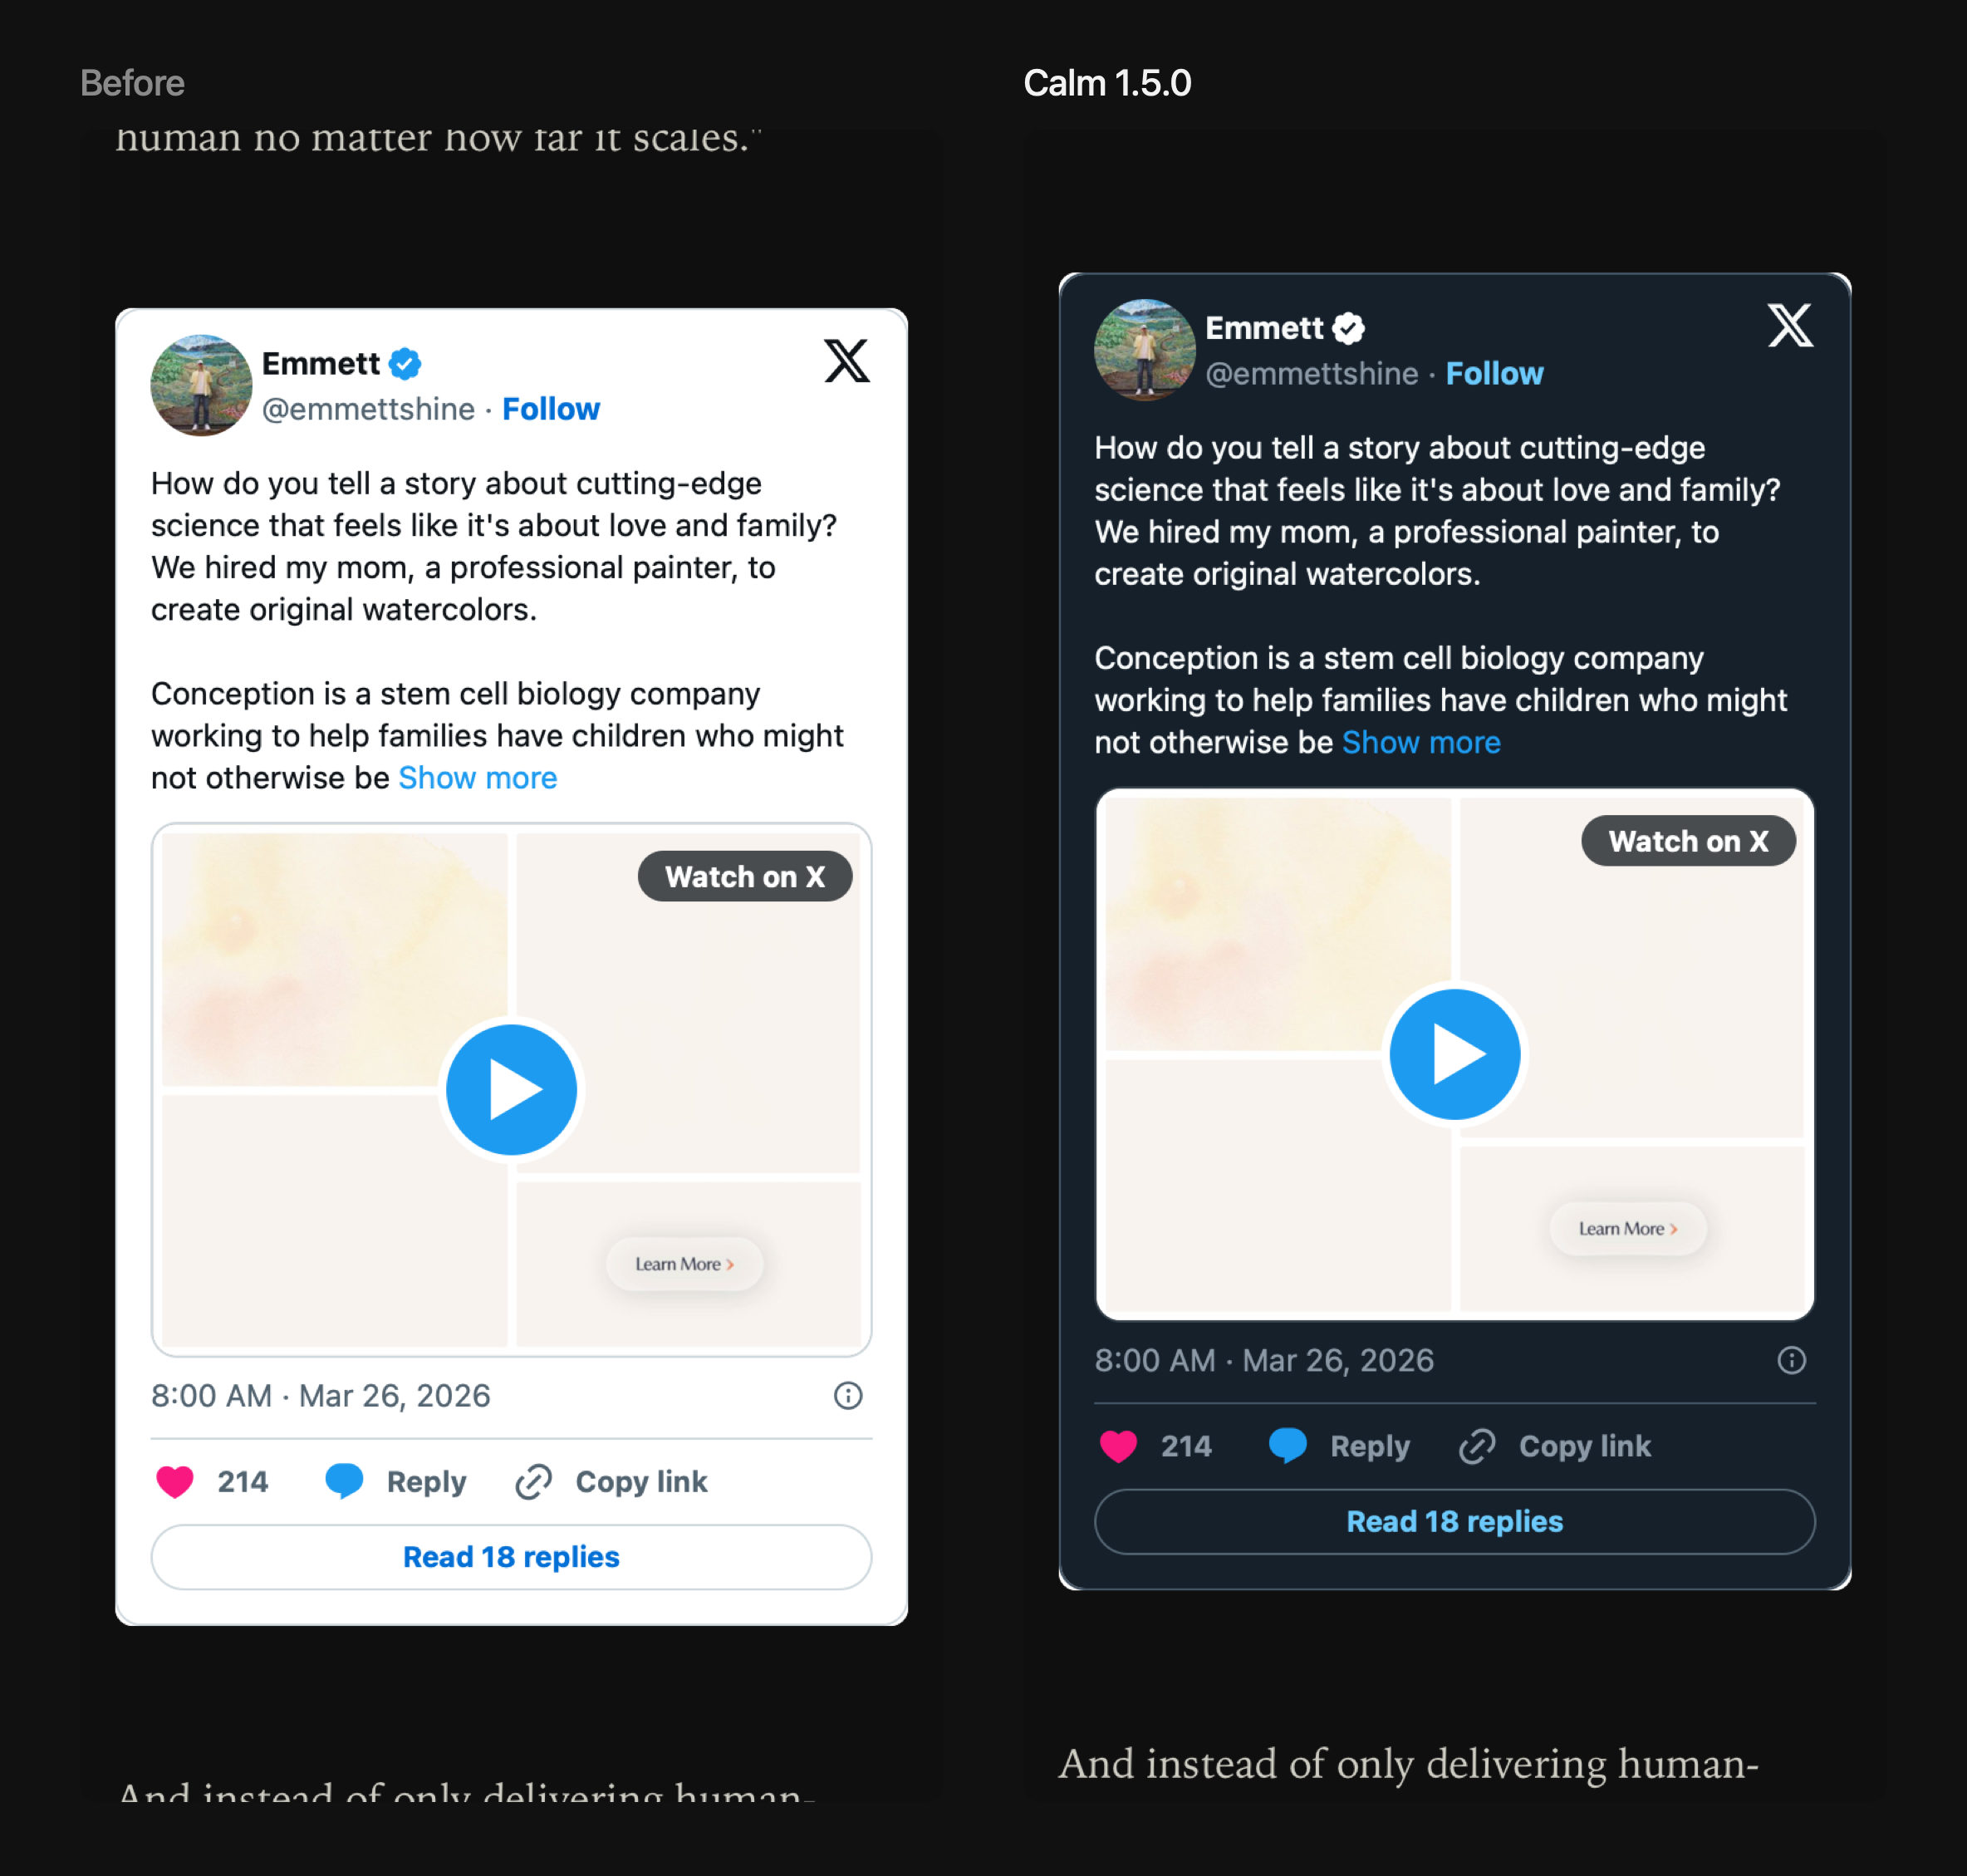 Before
human no matter how far it scales."
Emmett
@emmettshine · Follow
How do you tell a story about cutting-edge
science that feels like it's about love and family?
We hired my mom, a professional painter, to
create original watercolors.
Conception is a stem cell biology company
working to help families have children who might
not otherwise be Show more
Watch on X
Learn More >
8:00 AM · Mar 26, 2026
214 Reply Copy link
Read 18 replies
And instead of only delivering human-
Calm 1.5.0
Emmett
@emmettshine · Follow
How do you tell a story about cutting-edge
science that feels like it's about love and family?
We hired my mom, a professional painter, to
create original watercolors.
Conception is a stem cell biology company
working to help families have children who might
not otherwise be Show more
Watch on X
Learn More >
8:00 AM · Mar 26, 2026
214 Reply Copy link
Read 18 replies
And instead of only delivering human-